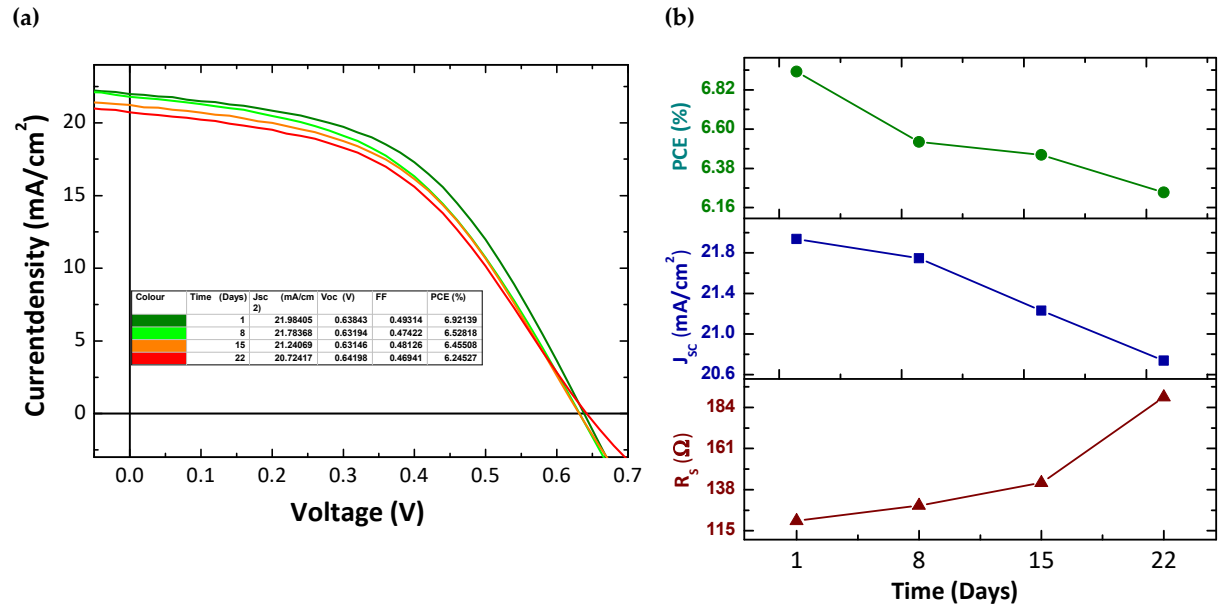 (a)
(b)
Currentdensity (mA/cm²)
20
15
10
5
0
0.0 0.1 0.2 0.3 0.4 0.5 0.6 0.7
Voltage (V)
Colour Time (Days) Jsc (mA/cm Voc (V) FF PCE (%)
2)
1 21.98405 0.63843 0.49314 6.92139
8 21.78368 0.63194 0.47422 6.52818
15 21.24069 0.63146 0.48126 6.45508
22 20.72417 0.64198 0.46941 6.24527
PCE (%)
6.82
6.60
6.38
6.16
J_SC (mA/cm²)
21.8
21.4
21.0
20.6
R_S (Ω)
184
161
138
115
1 8 15 22
Time (Days)